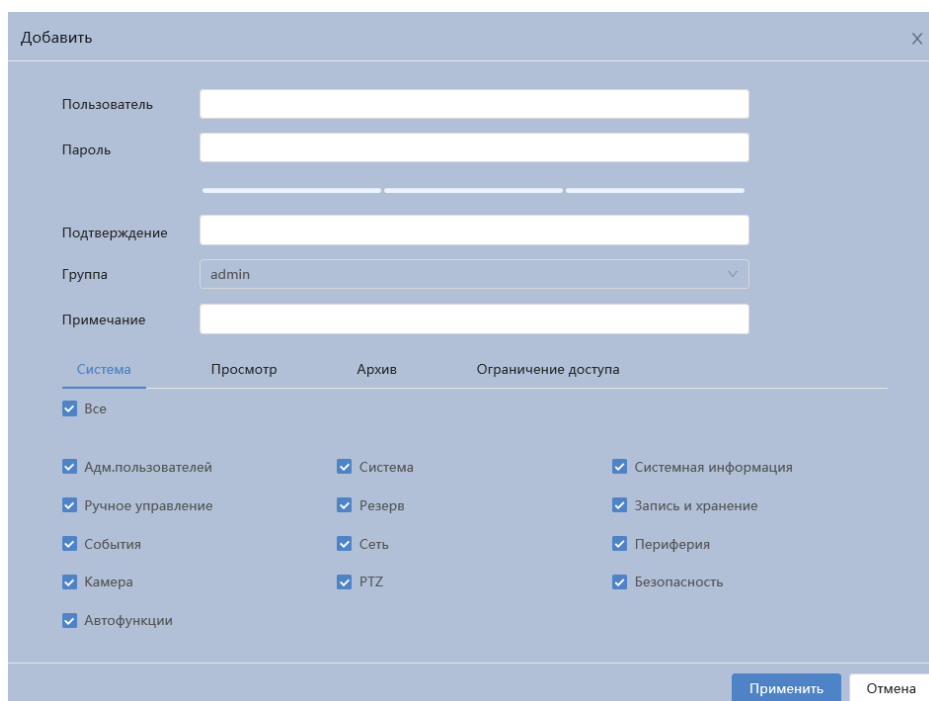 Добавить
Пользователь
Пароль
Подтверждение
Группа admin
Примечание
Система Просмотр Архив Ограничение доступа
Все
Адм.пользователей Система Системная информация
Ручное управление Резерв Запись и хранение
События Сеть Периферия
Камера PTZ Безопасность
Автофункции
Применить Отмена